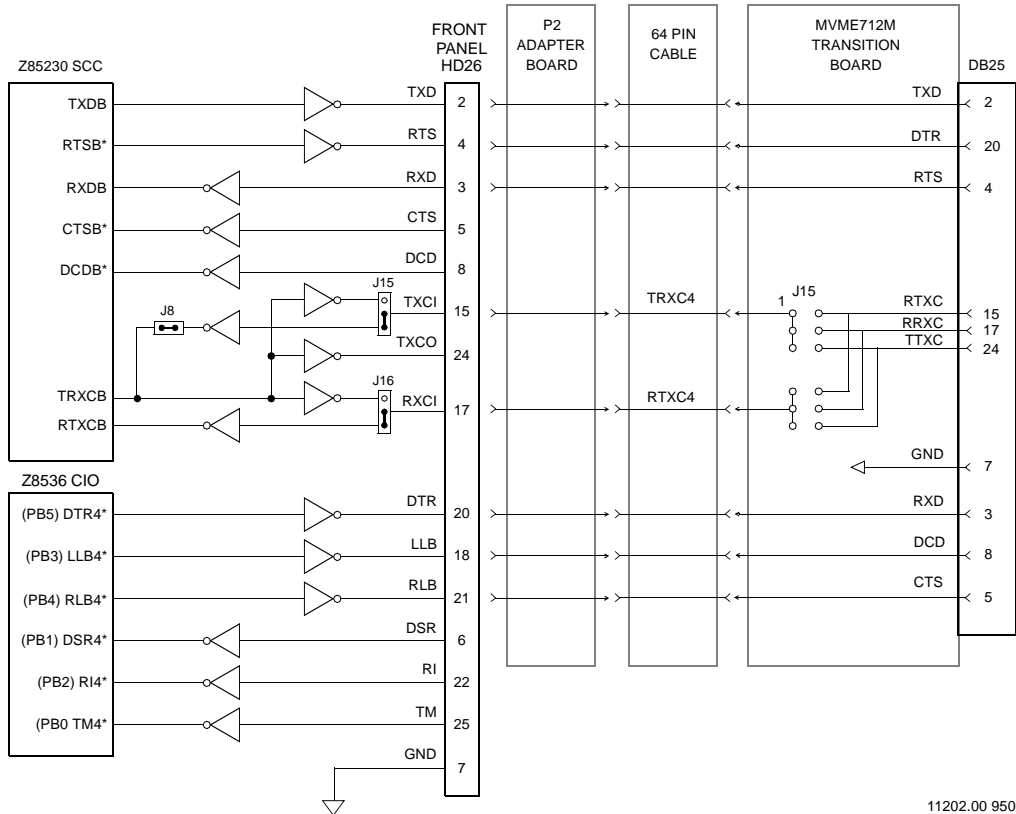 FRONT
PANEL
HD26
P2
ADAPTER
BOARD
64 PIN
CABLE
MVME712M
TRANSITION
BOARD
DB25
Z85230 SCC
TXDB
TXD
2
TXD
2
RTSB*
RTS
4
DTR
20
RXDB
RXD
3
RTS
4
CTSB*
CTS
5
DCDB*
DCD
8
J15
J8
TXCI
15
TRXC4
1
J15
RTXC
15
RRXC
17
TTXC
24
TXCO
24
J16
TRXCB
RXCI
17
RTXC4
RTXCB
GND
7
Z8536 CIO
(PB5) DTR4*
DTR
20
RXD
3
(PB3) LLB4*
LLB
18
DCD
8
(PB4) RLB4*
RLB
21
CTS
5
(PB1) DSR4*
DSR
6
(PB2) RI4*
RI
22
(PB0 TM4*
TM
25
GND
7
11202.00 950